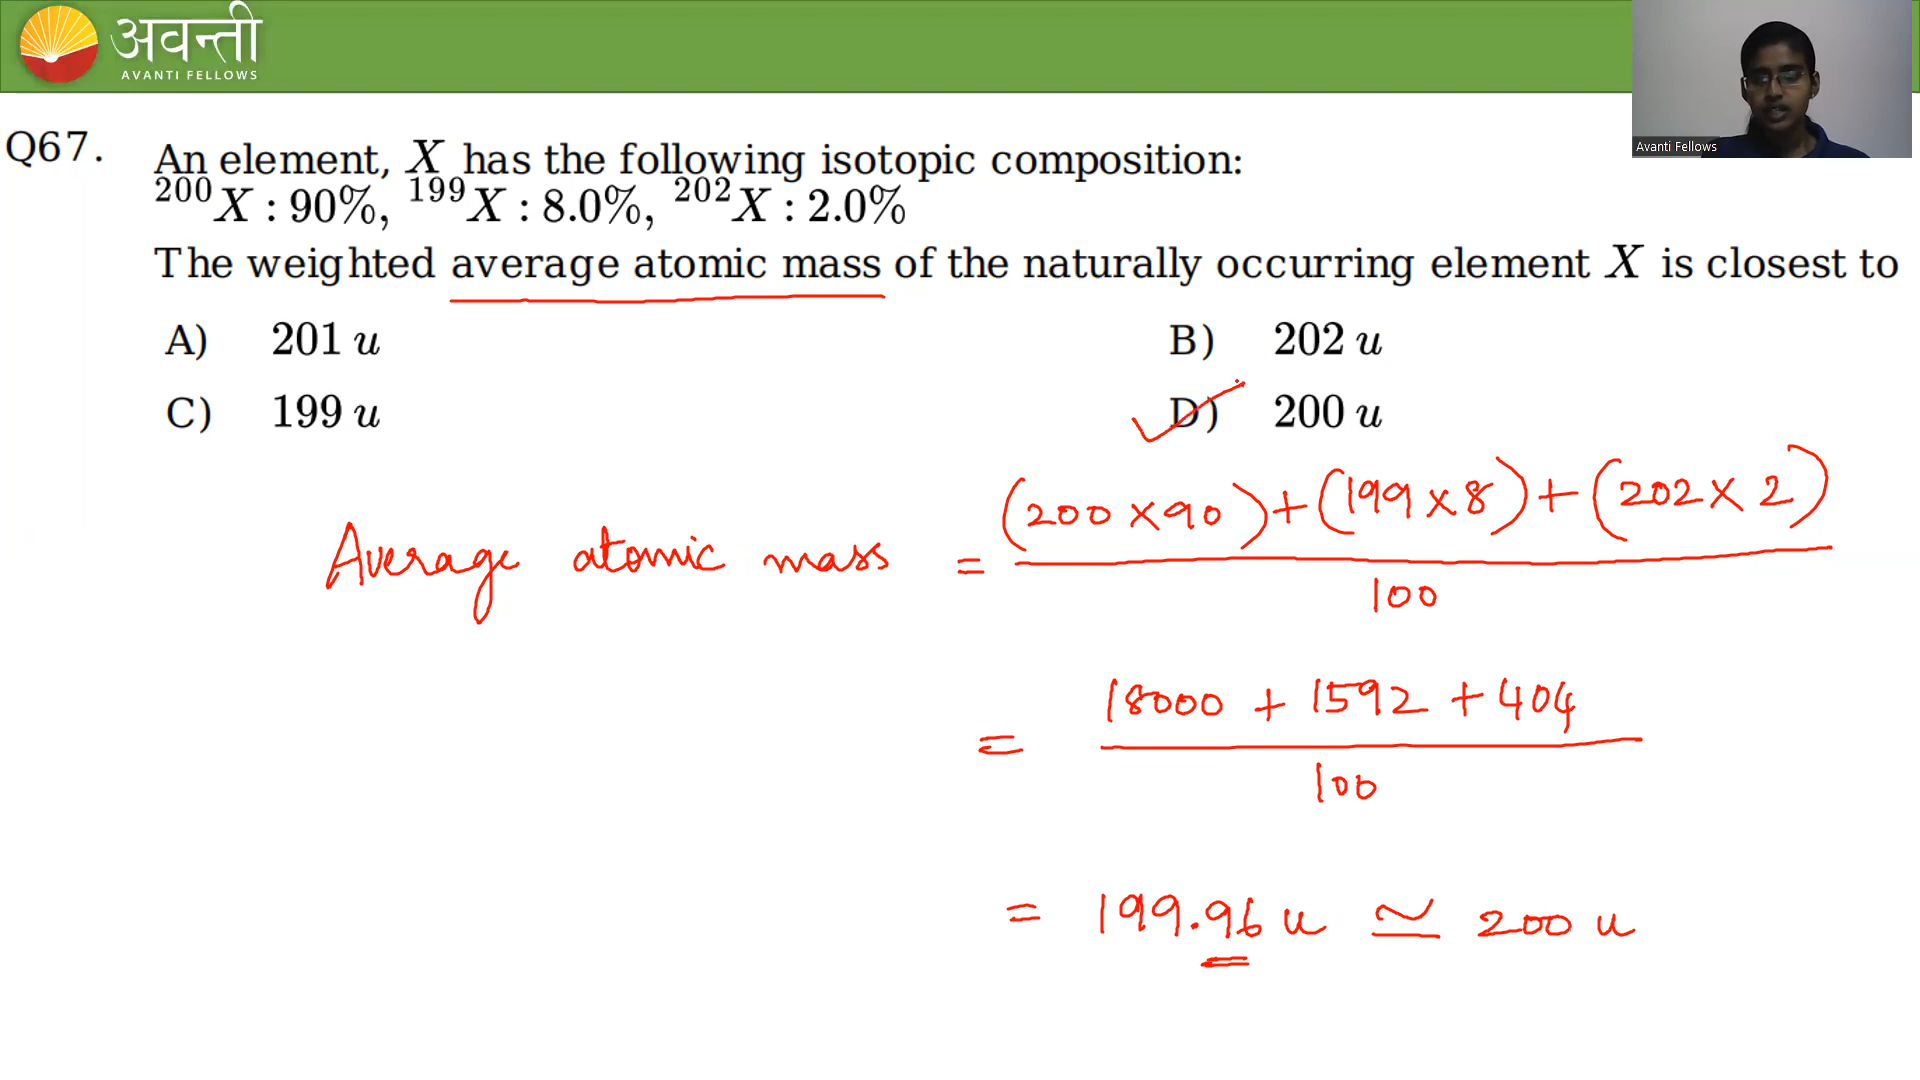 अवन्ती
AVANTI FELLOWS
Avanti Fellows
Q67. An element, X has the following isotopic composition:
²⁰⁰X : 90%, ¹⁹⁹X : 8.0%, ²⁰²X : 2.0%
The weighted average atomic mass of the naturally occurring element X is closest to
A) 201 u B) 202 u
C) 199 u D) 200 u
Average atomic mass = (200 × 90) + (199 × 8) + (202 × 2)
100
= 18000 + 1592 + 404
100
= 199.96 u ≃ 200 u